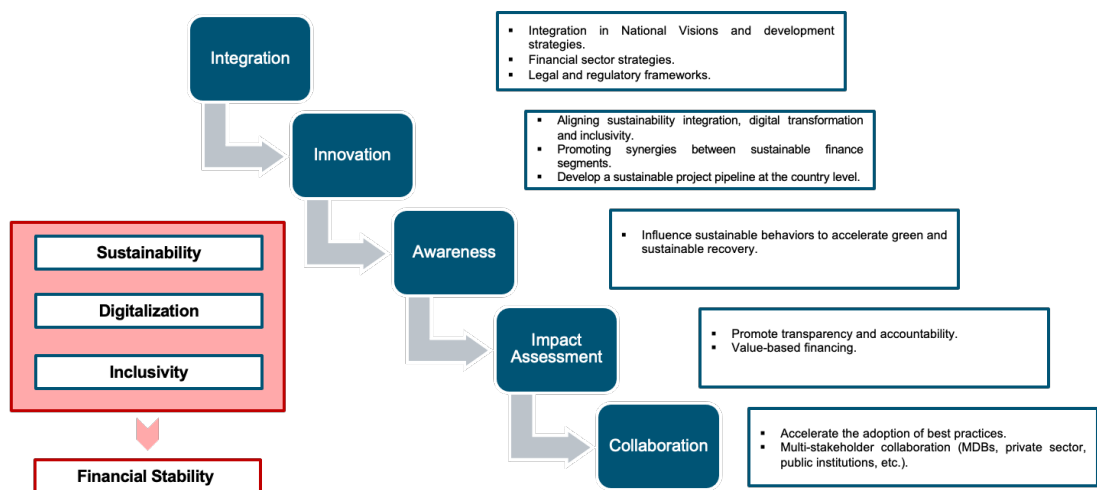 Integration
▪ Integration in National Visions and development
strategies.
▪ Financial sector strategies.
▪ Legal and regulatory frameworks.
Innovation
▪ Aligning sustainability integration, digital transformation
and inclusivity.
▪ Promoting synergies between sustainable finance
segments.
▪ Develop a sustainable project pipeline at the country level.
Awareness
▪ Influence sustainable behaviors to accelerate green and
sustainable recovery.
Impact
Assessment
▪ Promote transparency and accountability.
▪ Value-based financing.
Collaboration
▪ Accelerate the adoption of best practices.
▪ Multi-stakeholder collaboration (MDBs, private sector,
public institutions, etc.).
Sustainability
Digitalization
Inclusivity
Financial Stability